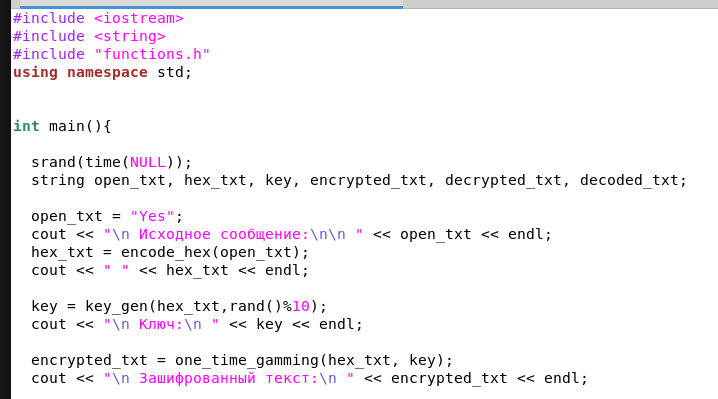 #include <iostream>
#include <string>
#include "functions.h"
using namespace std;
int main(){
srand(time(NULL));
string open_txt, hex_txt, key, encrypted_txt, decrypted_txt, decoded_txt;
open_txt = "Yes";
cout << "\n Исходное сообщение:\n\n " << open_txt << endl;
hex_txt = encode_hex(open_txt);
cout << " " << hex_txt << endl;
key = key_gen(hex_txt,rand()%10);
cout << "\n Ключ:\n " << key << endl;
encrypted_txt = one_time_gamming(hex_txt, key);
cout << "\n Зашифрованный текст:\n " << encrypted_txt << endl;